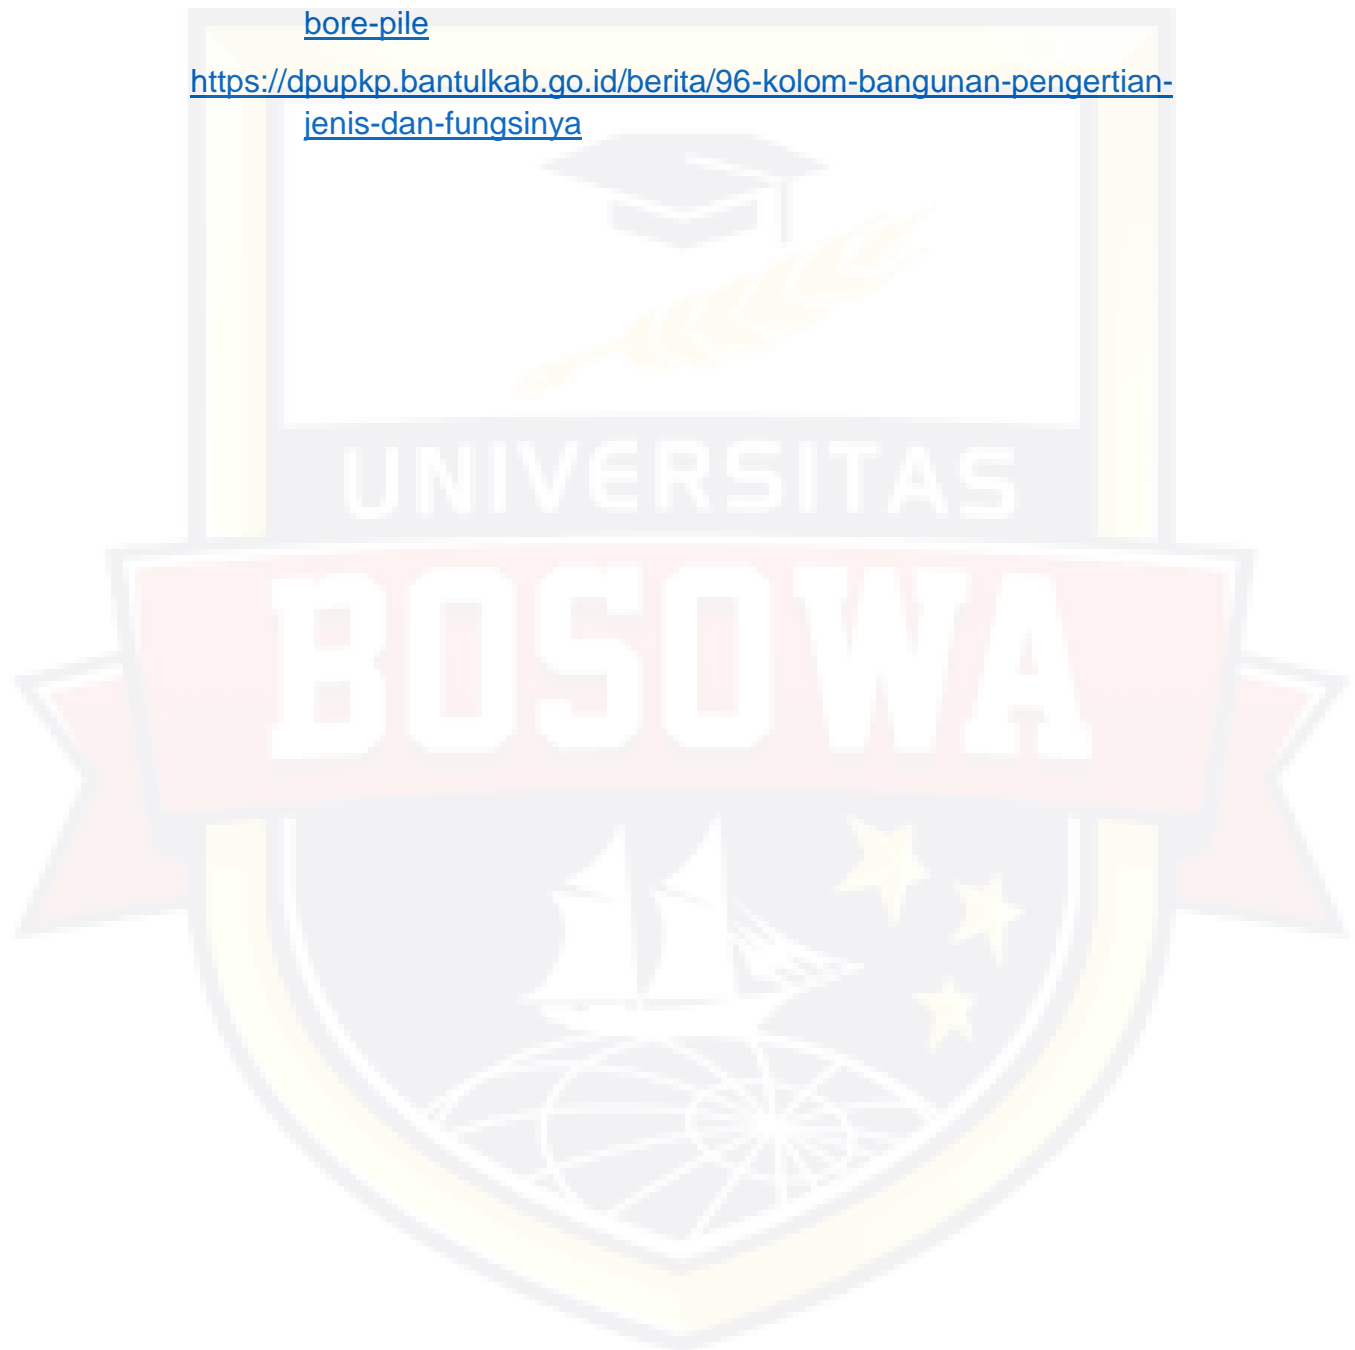 bore-pile
https://dpupkp.bantulkab.go.id/berita/96-kolom-bangunan-pengertian-
jenis-dan-fungsinya
UNIVERSITAS
BOSOWA